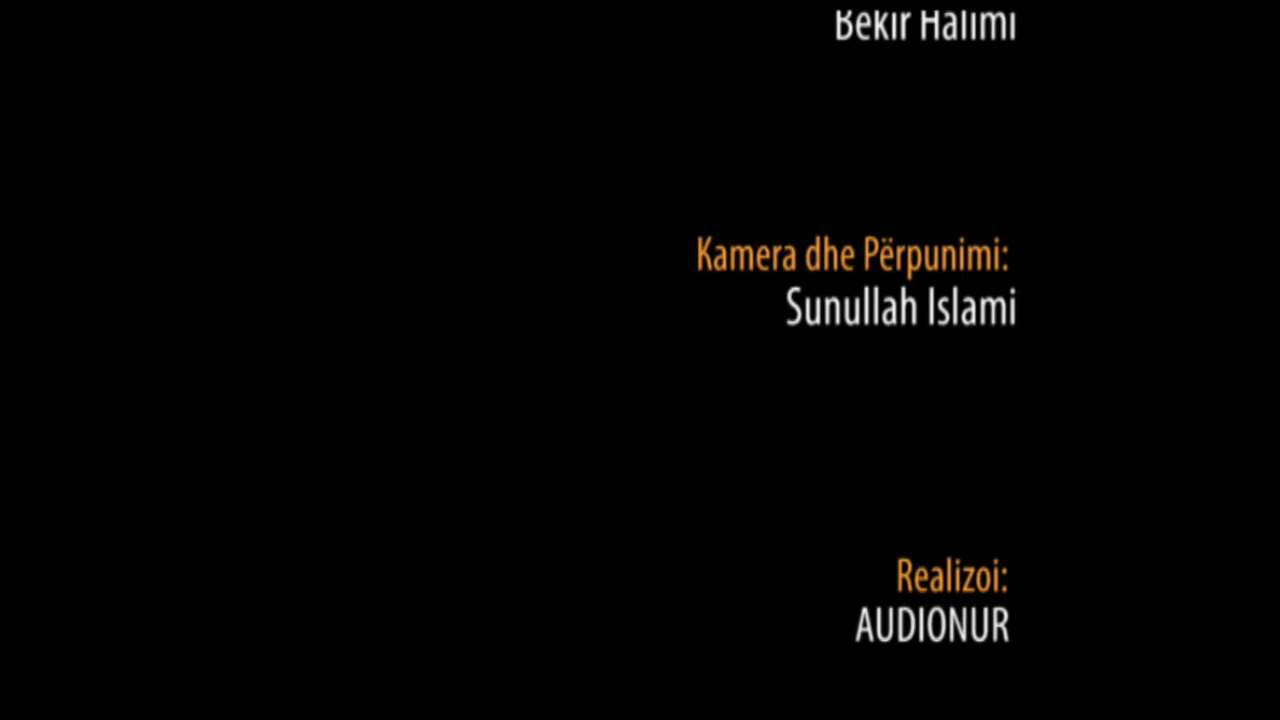 Bekir Halimi
Kamera dhe Përpunimi:
Sunullah Islami
Realizoi:
AUDIONUR